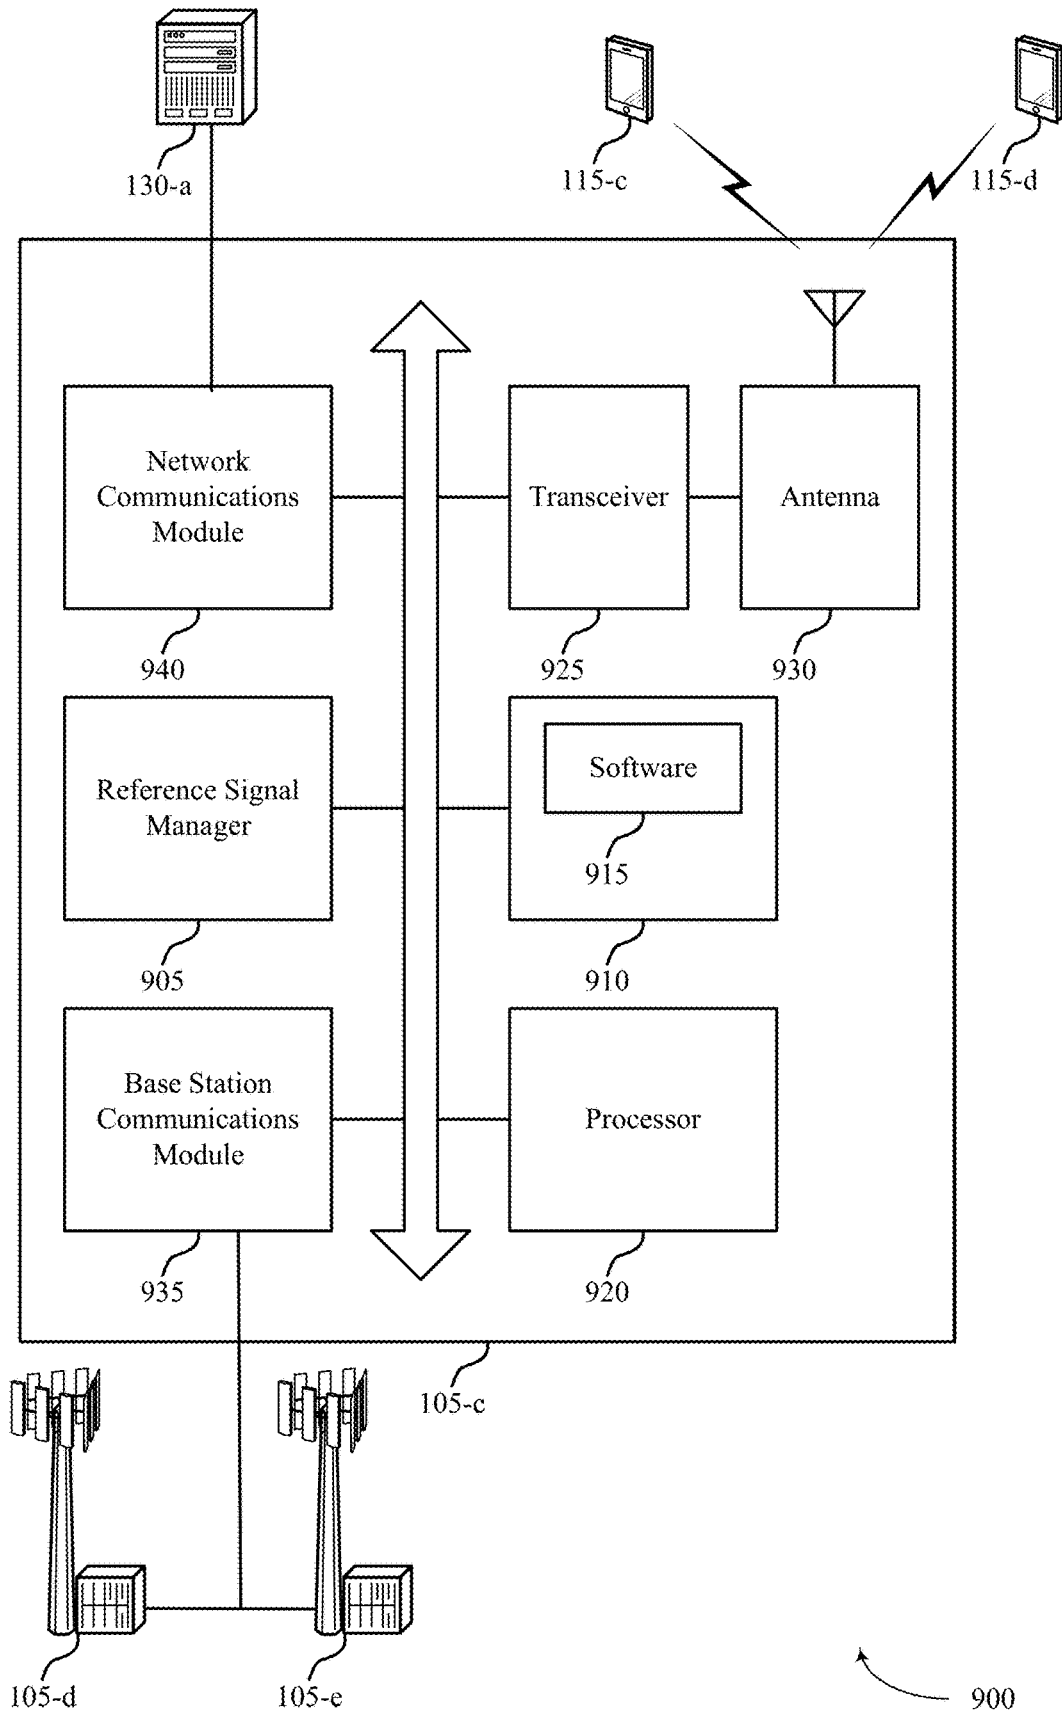 130-a
115-c
115-d
Network
Communications
Module
Transceiver
Antenna
940
925
930
Reference Signal
Manager
Software
915
905
910
Base Station
Communications
Module
Processor
935
920
105-c
105-d
105-e
900